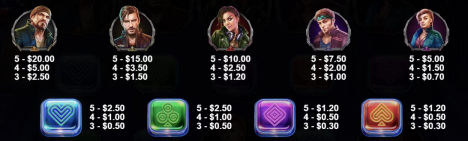 5 - $20.00
4 - $5.00
3 - $2.50
5 - $15.00
4 - $3.50
3 - $1.50
5 - $10.00
4 - $2.50
3 - $1.20
5 - $7.50
4 - $2.00
3 - $1.00
5 - $5.00
4 - $1.50
3 - $0.70
5 - $2.50
4 - $1.00
3 - $0.50
5 - $2.50
4 - $1.00
3 - $0.50
5 - $1.20
4 - $0.50
3 - $0.30
5 - $1.20
4 - $0.50
3 - $0.30